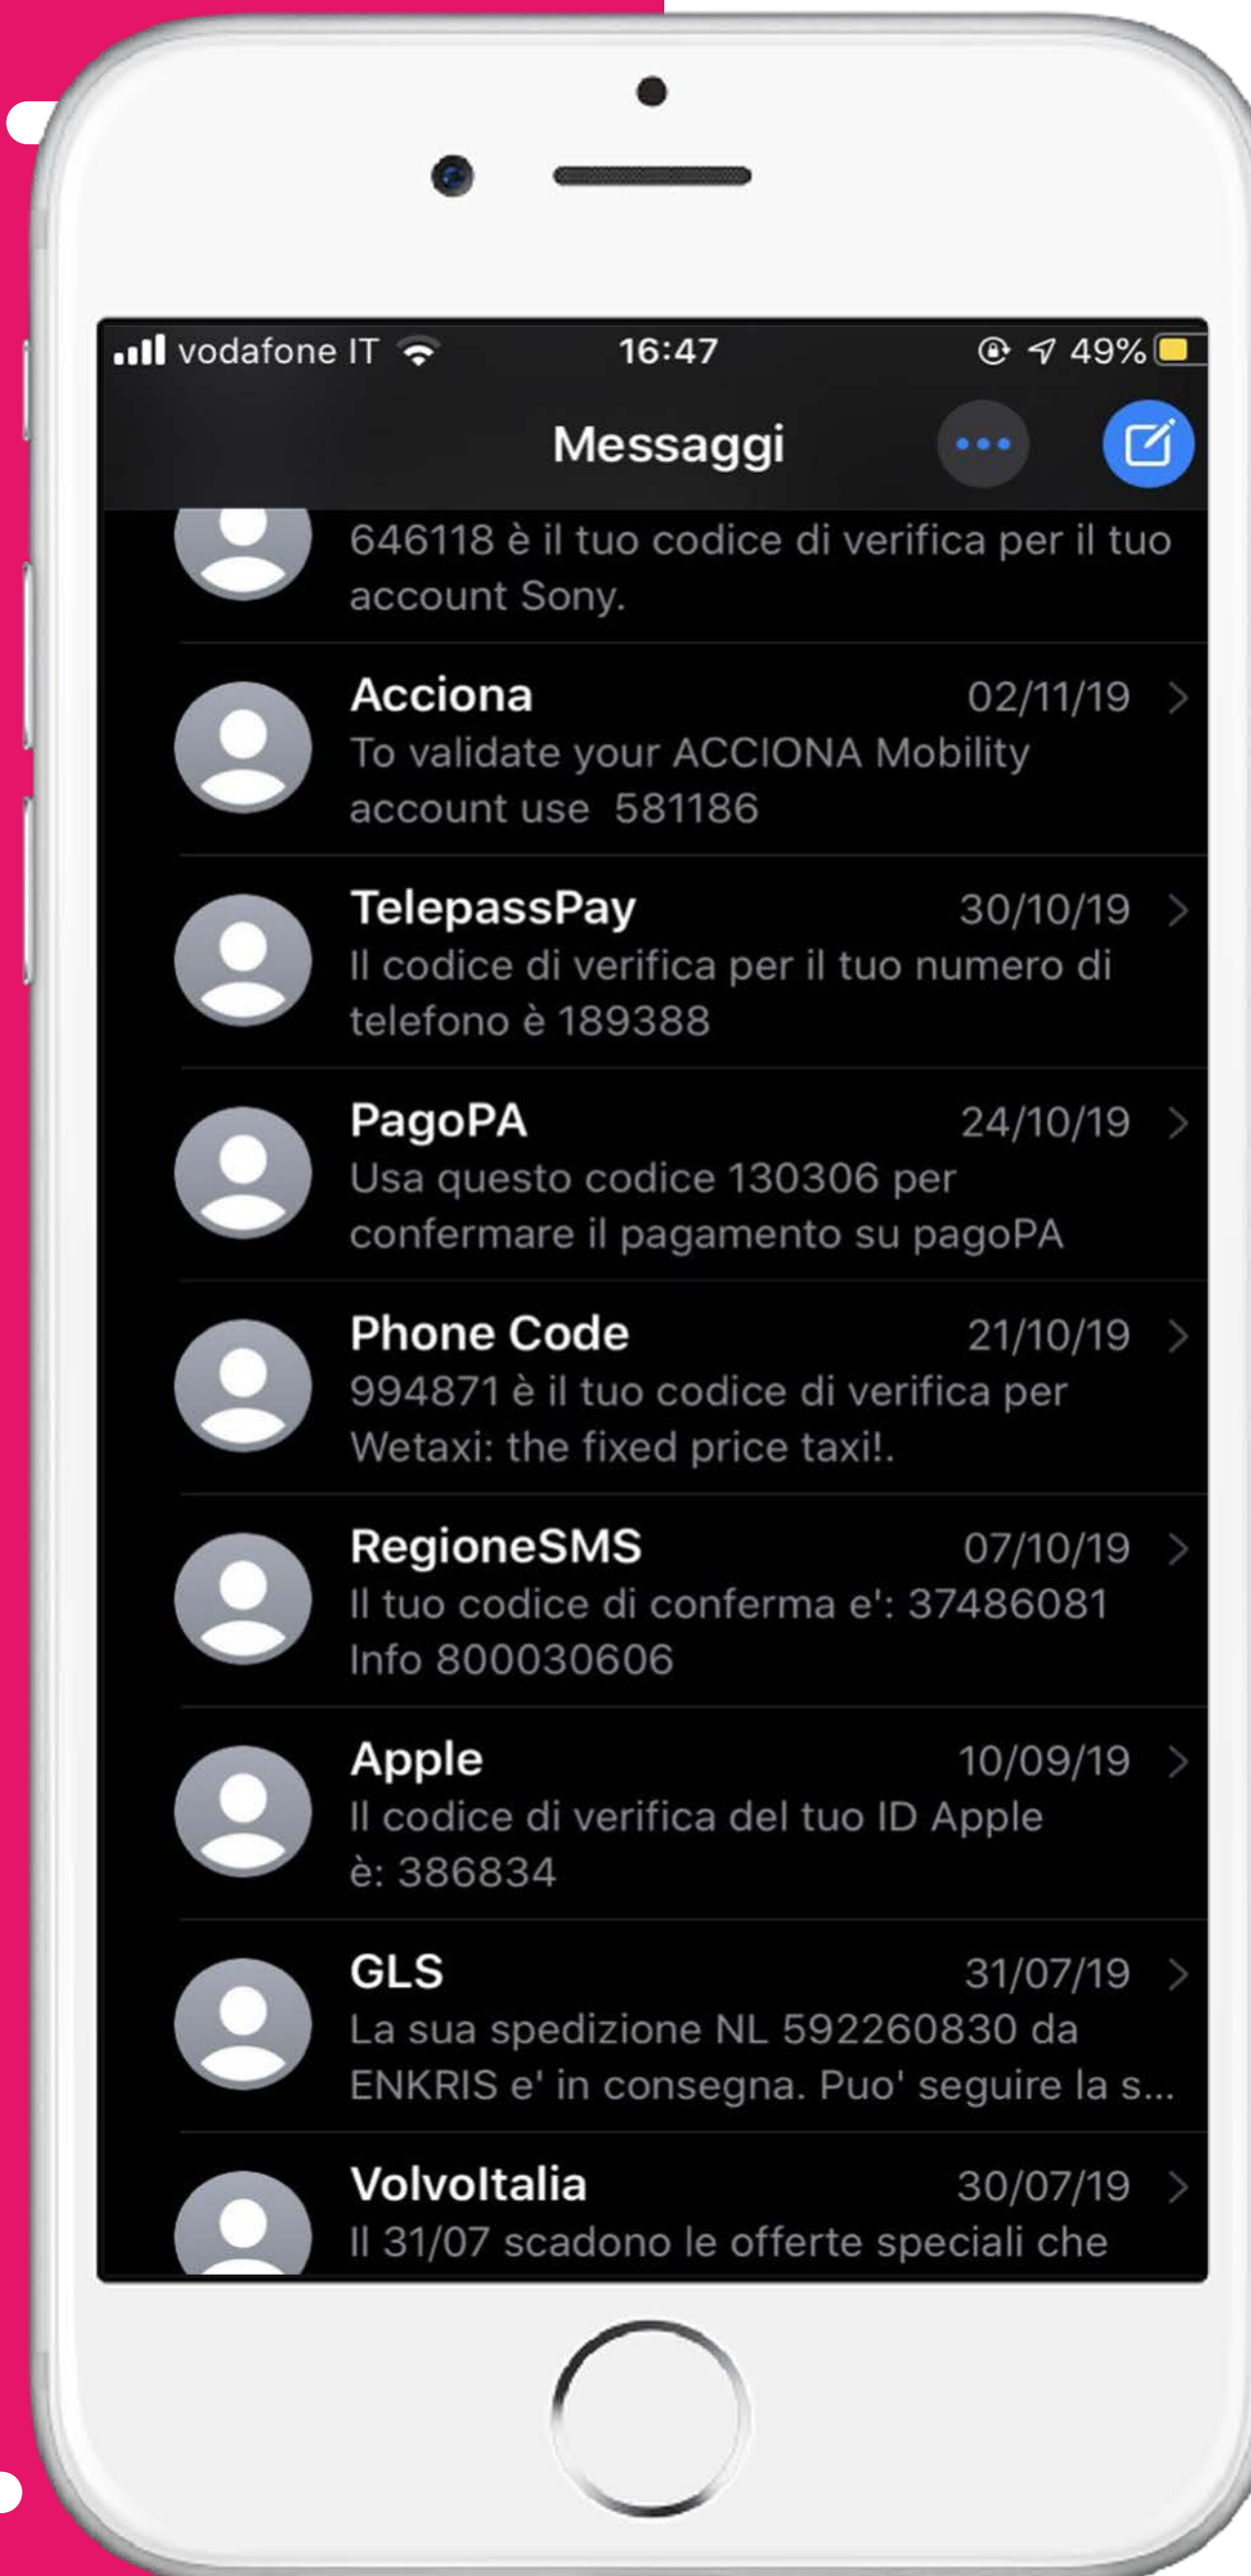 vodafone IT 16:47 49%
Messaggi
646118 è il tuo codice di verifica per il tuo
account Sony.
Acciona 02/11/19
To validate your ACCIONA Mobility
account use 581186
TelepassPay 30/10/19
Il codice di verifica per il tuo numero di
telefono è 189388
PagoPA 24/10/19
Usa questo codice 130306 per
confermare il pagamento su pagoPA
Phone Code 21/10/19
994871 è il tuo codice di verifica per
Wetaxi: the fixed price taxi!.
RegioneSMS 07/10/19
Il tuo codice di conferma e': 37486081
Info 800030606
Apple 10/09/19
Il codice di verifica del tuo ID Apple
è: 386834
GLS 31/07/19
La sua spedizione NL 592260830 da
ENKRIS e' in consegna. Puo' seguire la s...
VolvoItalia 30/07/19
Il 31/07 scadono le offerte speciali che